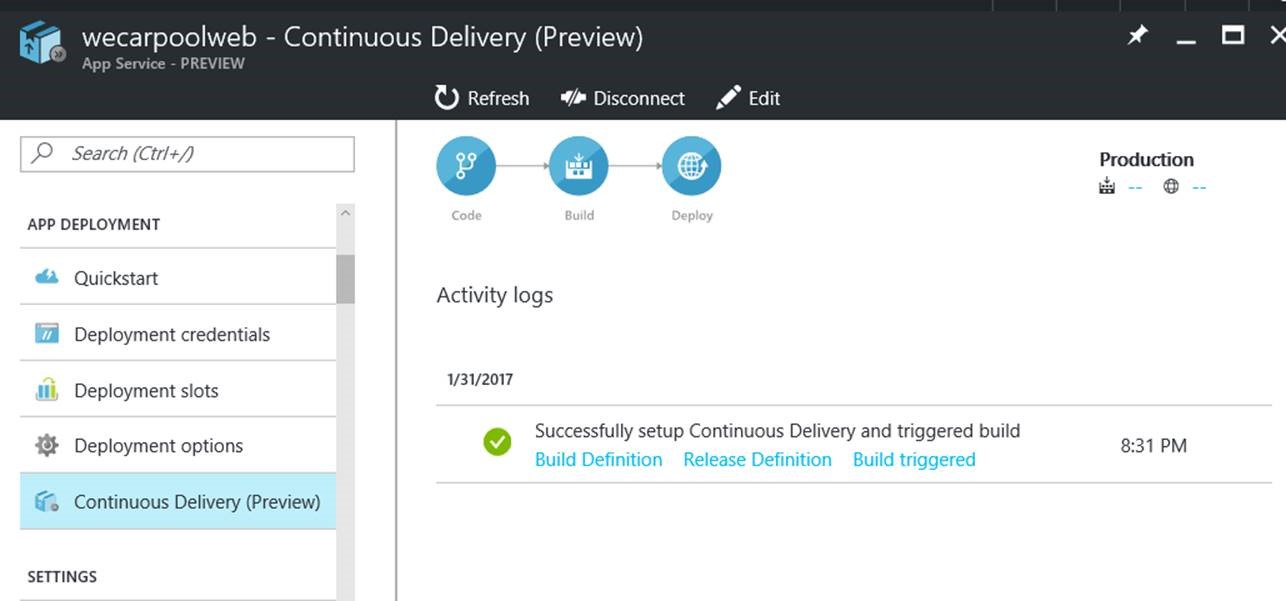 wecarpoolweb - Continuous Delivery (Preview)
App Service - PREVIEW
Refresh Disconnect Edit
Search (Ctrl+/)
APP DEPLOYMENT
Quickstart
Deployment credentials
Deployment slots
Deployment options
Continuous Delivery (Preview)
SETTINGS
Code Build Deploy
Production
-- --
Activity logs
1/31/2017
Successfully setup Continuous Delivery and triggered build
Build Definition Release Definition Build triggered
8:31 PM